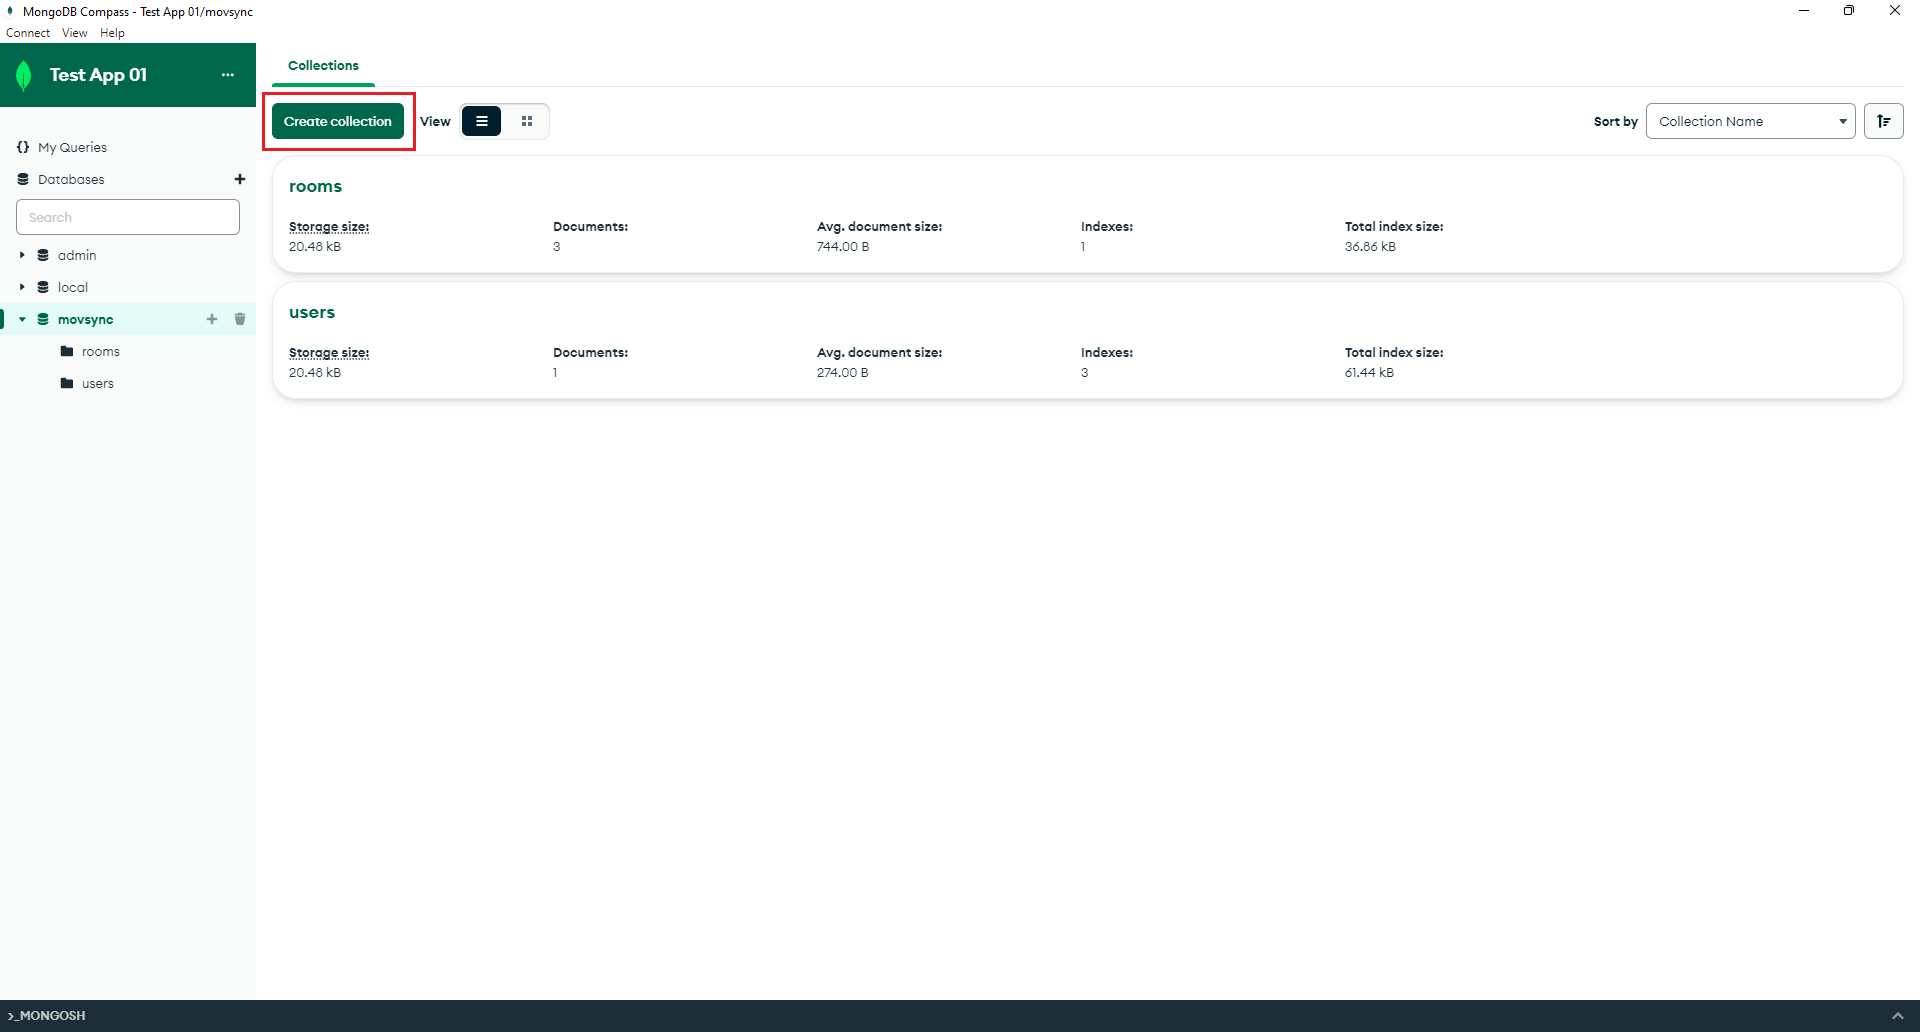 MongoDB Compass - Test App 01/movsync
Connect View Help
Test App 01
My Queries
Databases
Search
admin
local
movsync
rooms
users
Collections
Create collection View Sort by Collection Name
rooms
Storage size: Documents: Avg. document size: Indexes: Total index size:
20.48 kB 3 744.00 B 1 36.86 kB
users
Storage size: Documents: Avg. document size: Indexes: Total index size:
20.48 kB 1 274.00 B 3 61.44 kB
>_MONGOSH